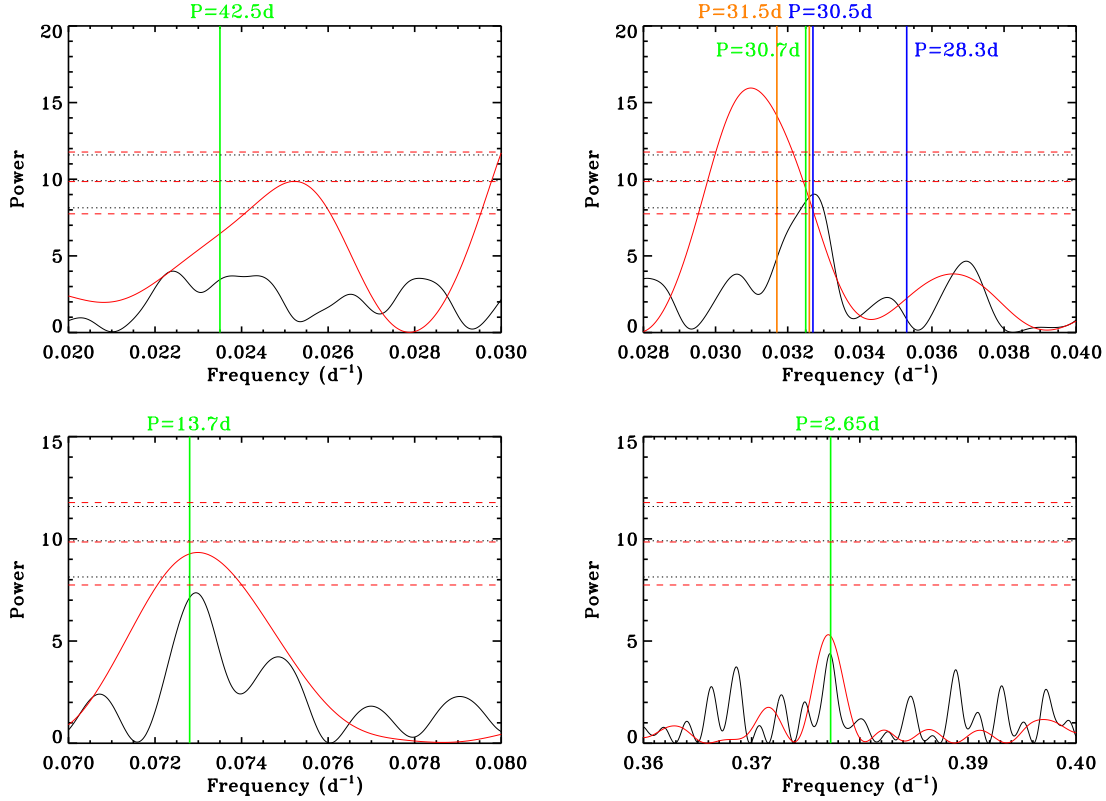 P=42.5d
20
15
10
5
0
Power
0.020 0.022 0.024 0.026 0.028 0.030
Frequency (d⁻¹)
P=31.5d P=30.5d
P=30.7d P=28.3d
20
15
10
5
0
Power
0.028 0.030 0.032 0.034 0.036 0.038 0.040
Frequency (d⁻¹)
P=13.7d
15
10
5
0
Power
0.070 0.072 0.074 0.076 0.078 0.080
Frequency (d⁻¹)
P=2.65d
15
10
5
0
Power
0.36 0.37 0.38 0.39 0.40
Frequency (d⁻¹)